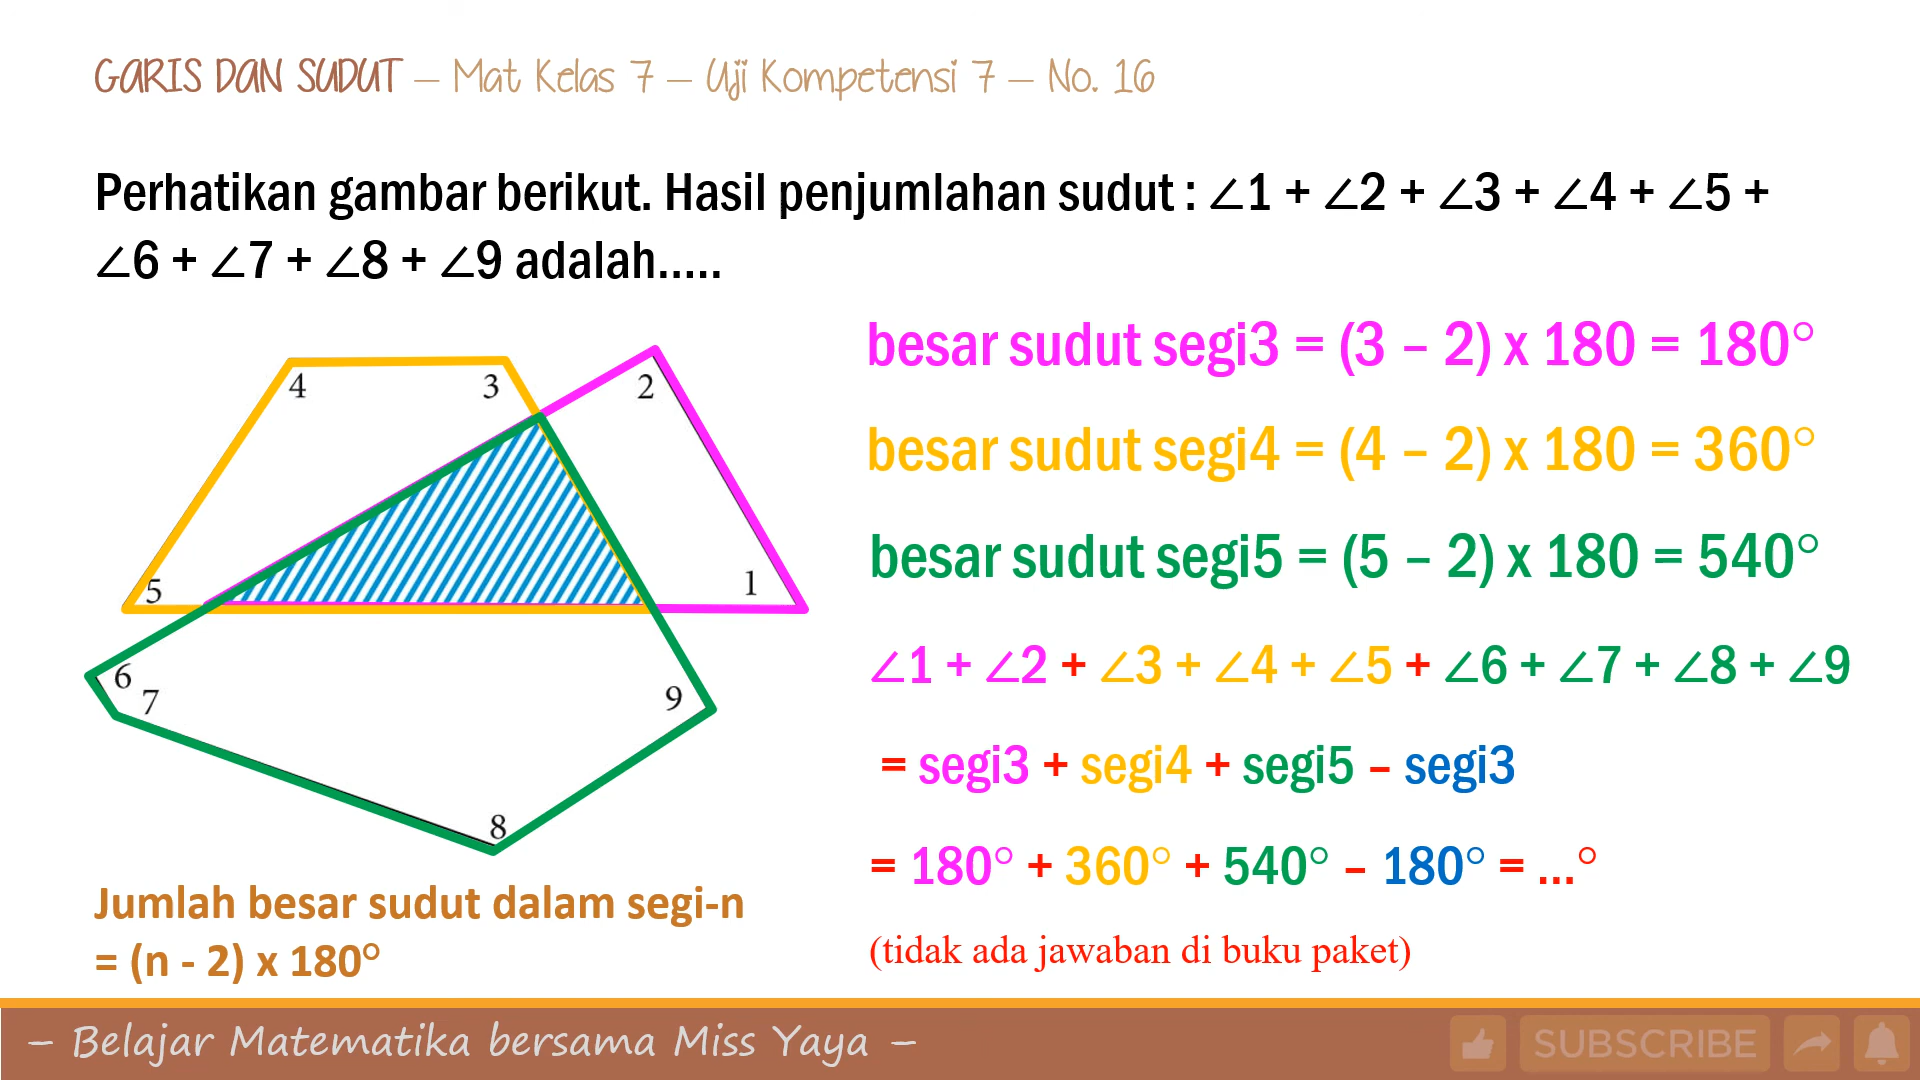 GARIS DAN SUDUT – Mat Kelas 7 – Uji Kompetensi 7 – No. 16
Perhatikan gambar berikut. Hasil penjumlahan sudut : ∠1 + ∠2 + ∠3 + ∠4 + ∠5 +
∠6 + ∠7 + ∠8 + ∠9 adalah.....
4
3
2
5
1
6
7
9
8
Jumlah besar sudut dalam segi-n
= (n - 2) x 180°
besar sudut segi3 = (3 – 2) x 180 = 180°
besar sudut segi4 = (4 – 2) x 180 = 360°
besar sudut segi5 = (5 – 2) x 180 = 540°
∠1 + ∠2 + ∠3 + ∠4 + ∠5 + ∠6 + ∠7 + ∠8 + ∠9
= segi3 + segi4 + segi5 – segi3
= 180° + 360° + 540° – 180° = ...°
(tidak ada jawaban di buku paket)
– Belajar Matematika bersama Miss Yaya –
SUBSCRIBE